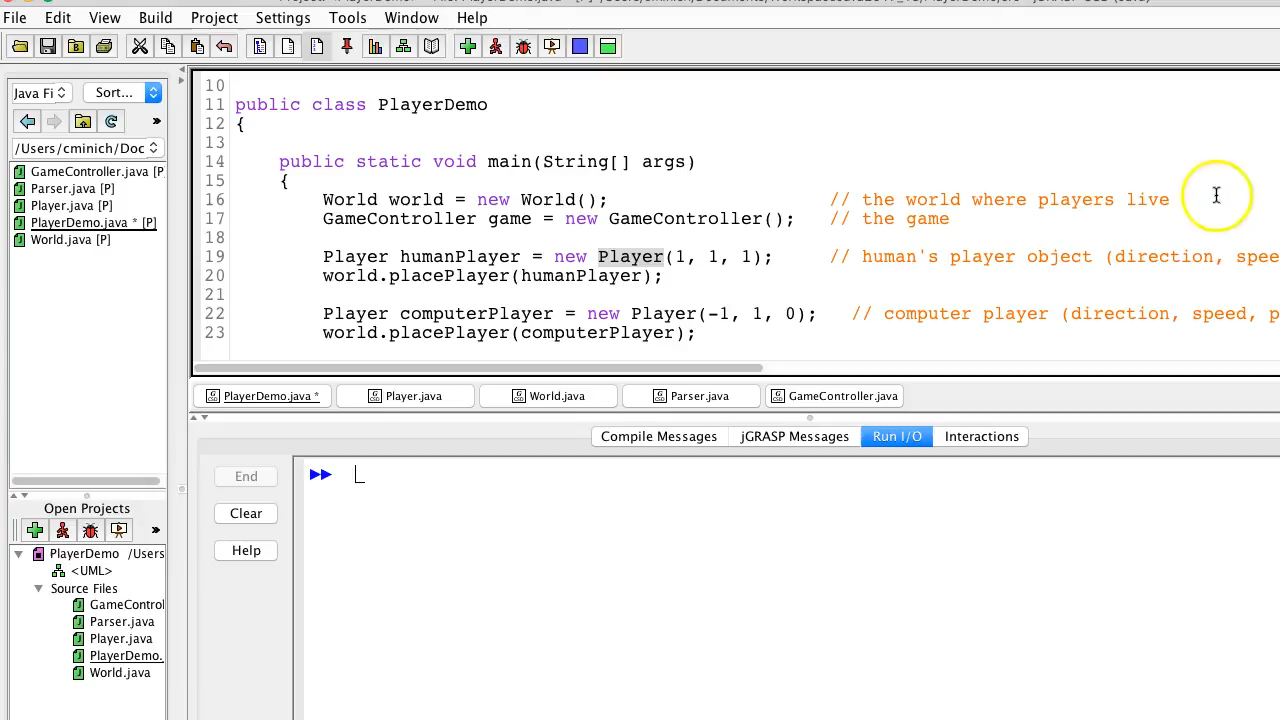 File Edit View Build Project Settings Tools Window Help
Java Fi Sort...
/Users/cminich/Doc
GameController.java [P
Parser.java [P]
Player.java [P]
PlayerDemo.java * [P]
World.java [P]
10
11 public class PlayerDemo
12 {
13
14 public static void main(String[] args)
15 {
16 World world = new World(); // the world where players live
17 GameController game = new GameController(); // the game
18
19 Player humanPlayer = new Player(1, 1, 1); // human's player object (direction, spee
20 world.placePlayer(humanPlayer);
21
22 Player computerPlayer = new Player(-1, 1, 0); // computer player (direction, speed, p
23 world.placePlayer(computerPlayer);
PlayerDemo.java * Player.java World.java Parser.java GameController.java
Compile Messages jGRASP Messages Run I/O Interactions
End
Clear
Help
Open Projects
PlayerDemo /Users
<UML>
Source Files
GameControl
Parser.java
Player.java
PlayerDemo.
World.java